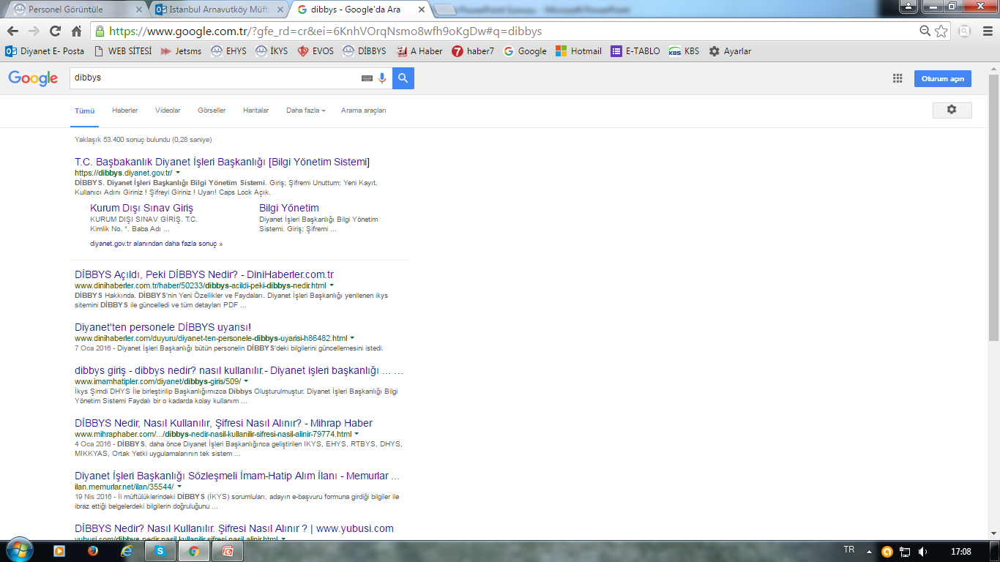 Personel Görüntüle
İstanbul Arnavutköy Müftü
dibbys - Google'da Ara
PowerPoint Sunusu - Microsoft PowerPoint
https://www.google.com.tr/?gfe_rd=cr&ei=6KnhVOrqNsmo8wfh9oKgDw#q=dibbys
Diyanet E- Posta WEB SİTESİ Jetsms EHYS İKYS EVOS DİBBYS A Haber haber7 Google Hotmail E-TABLO KBS Ayarlar
Google dibbys Oturum açın
Tümü Haberler Videolar Görseller Haritalar Daha fazla Arama araçları
Yaklaşık 53.400 sonuç bulundu (0,28 saniye)
T.C. Başbakanlık Diyanet İşleri Başkanlığı [Bilgi Yönetim Sistemi]
https://dibbys.diyanet.gov.tr/
DİBBYS. Diyanet İşleri Başkanlığı Bilgi Yönetim Sistemi. Giriş; Şifremi Unuttum; Yeni Kayıt.
Kullanıcı Adını Giriniz ! Şifreyi Giriniz ! Uyarı! Caps Lock Açık.
Kurum Dışı Sınav Giriş
KURUM DIŞI SINAV GİRİŞ. T.C.
Kimlik No. *. Baba Adı ...
Bilgi Yönetim
Diyanet İşleri Başkanlığı Bilgi Yönetim
Sistemi. Giriş; Şifremi ...
diyanet.gov.tr alanından daha fazla sonuç »
DİBBYS Açıldı, Peki DİBBYS Nedir? - DiniHaberler.com.tr
www.dinihaberler.com.tr/haber/50233/dibbys-acildi-peki-dibbys-nedir.html
DİBBYS Hakkında. DİBBYS'nin Yeni Özellikler ve Faydaları. Diyanet İşleri Başkanlığı yenilenen ikys
sitemini DİBBYS ile güncelledi ve tüm detayları PDF ...
Diyanet'ten personele DİBBYS uyarısı!
www.dinihaberler.com/duyuru/diyanet-ten-personele-dibbys-uyarisi-h86482.html
7 Oca 2016 - Diyanet İşleri Başkanlığı bütün personelin DİBBYS'deki bilgilerini güncellemesini istedi.
dibbys giriş - dibbys nedir? nasıl kullanılır.- Diyanet işleri başkanlığı ... ...
www.imamhatipler.com/diyanet/dibbys-giris/509/
İkys Şimdi DHYS İle birleştirilip Başkanlığımızca Dibbys Oluşturulmuştur. Diyanet İşleri Başkanlığı Bilgi
Yönetim Sistemi Faydalı bir o kadarda kolay kullanım ...
DİBBYS Nedir, Nasıl Kullanılır, Şifresi Nasıl Alınır? - Mihrap Haber
www.mihraphaber.com/.../dibbys-nedir-nasil-kullanilir-sifresi-nasil-alinir-79774.html
4 Oca 2016 - DİBBYS, daha önce Diyanet İşleri Başkanlığınca geliştirilen IKYS, EHYS, RTBYS, DHYS,
MIKKYAS, Ortak Yetki uygulamalarının tek sistem ...
Diyanet İşleri Başkanlığı Sözleşmeli İmam-Hatip Alım İlanı - Memurlar ...
ilan.memurlar.net/ilan/35544/
19 Nis 2016 - İl müftülüklerindeki DİBBYS (İKYS) sorumluları, adayın e-başvuru formuna girdiği bilgiler ile
ibraz ettiği belgelerdeki bilgilerin doğruluğunu ...
DİBBYS Nedir? Nasıl Kullanılır. Şifresi Nasıl Alınır ? | www.yubusi.com
yubusi.com/dibbys-nedir-nasil-kullanilir-sifresi-nasil-alinir.html
TR 17:08